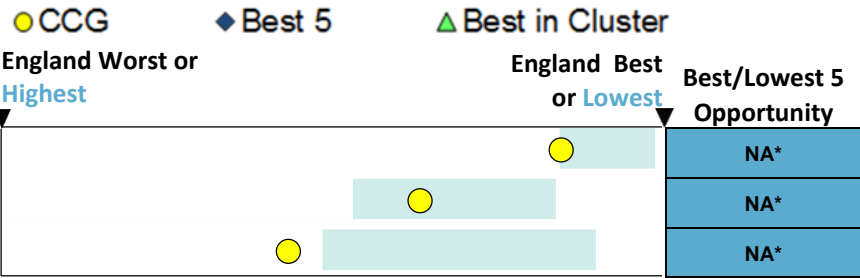 CCG Best 5 Best in Cluster
England Worst or
Highest
England Best
or Lowest
Best/Lowest 5
Opportunity
NA*
NA*
NA*